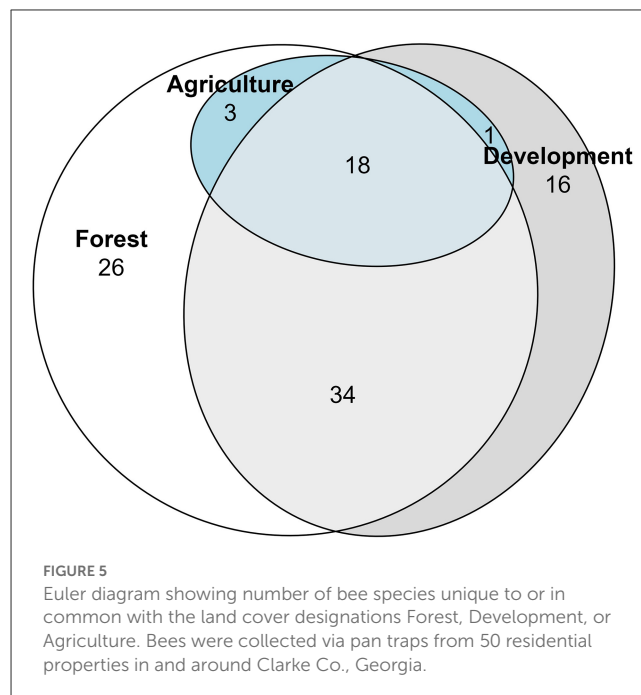 Agriculture
3
1
Development
16
18
Forest
26
34
FIGURE 5
Euler diagram showing number of bee species unique to or in
common with the land cover designations Forest, Development, or
Agriculture. Bees were collected via pan traps from 50 residential
properties in and around Clarke Co., Georgia.